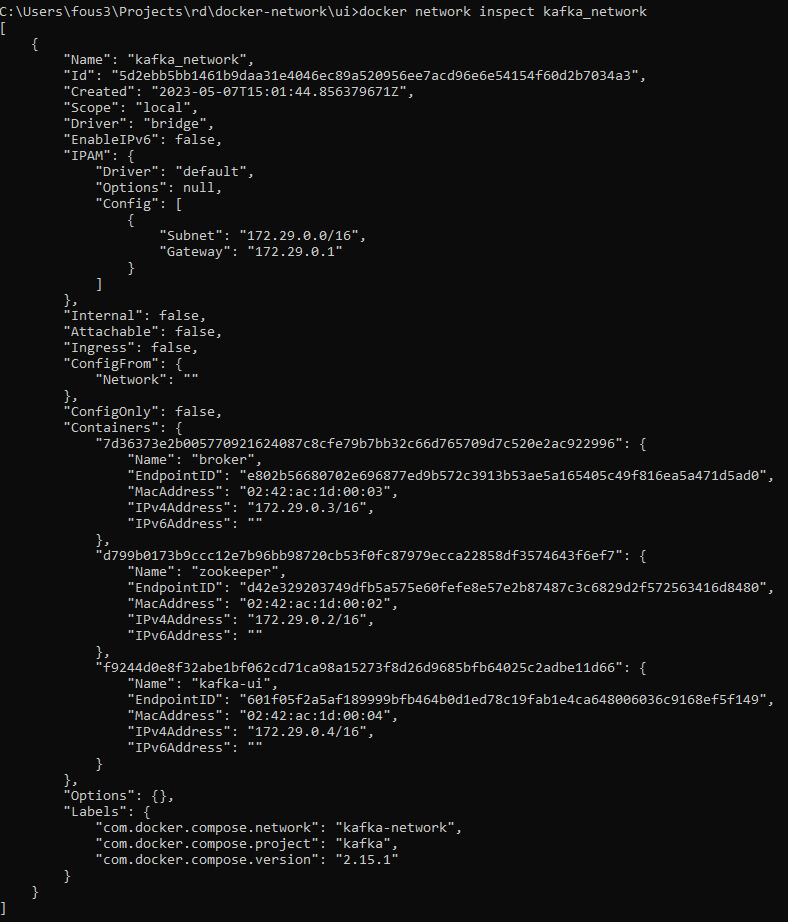 C:\Users\fous3\Projects\rd\docker-network\ui>docker network inspect kafka_network
[
    {
        "Name": "kafka_network",
        "Id": "5d2ebb5bb1461b9daa31e4046ec89a520956ee7acd96e6e54154f60d2b7034a3",
        "Created": "2023-05-07T15:01:44.856379671Z",
        "Scope": "local",
        "Driver": "bridge",
        "EnableIPv6": false,
        "IPAM": {
            "Driver": "default",
            "Options": null,
            "Config": [
                {
                    "Subnet": "172.29.0.0/16",
                    "Gateway": "172.29.0.1"
                }
            ]
        },
        "Internal": false,
        "Attachable": false,
        "Ingress": false,
        "ConfigFrom": {
            "Network": ""
        },
        "ConfigOnly": false,
        "Containers": {
            "7d36373e2b005770921624087c8cfe79b7bb32c66d765709d7c520e2ac922996": {
                "Name": "broker",
                "EndpointID": "e802b56680702e696877ed9b572c3913b53ae5a165405c49f816ea5a471d5ad0",
                "MacAddress": "02:42:ac:1d:00:03",
                "IPv4Address": "172.29.0.3/16",
                "IPv6Address": ""
            },
            "d799b0173b9ccc12e7b96bb98720cb53f0fc87979ecca22858df3574643f6ef7": {
                "Name": "zookeeper",
                "EndpointID": "d42e329203749dfb5a575e60fefe8e57e2b87487c3c6829d2f572563416d8480",
                "MacAddress": "02:42:ac:1d:00:02",
                "IPv4Address": "172.29.0.2/16",
                "IPv6Address": ""
            },
            "f9244d0e8f32abe1bf062cd71ca98a15273f8d26d9685bfb64025c2adbe11d66": {
                "Name": "kafka-ui",
                "EndpointID": "601f05f2a5af189999bfb464b0d1ed78c19fab1e4ca648006036c9168ef5f149",
                "MacAddress": "02:42:ac:1d:00:04",
                "IPv4Address": "172.29.0.4/16",
                "IPv6Address": ""
            }
        },
        "Options": {},
        "Labels": {
            "com.docker.compose.network": "kafka-network",
            "com.docker.compose.project": "kafka",
            "com.docker.compose.version": "2.15.1"
        }
    }
]